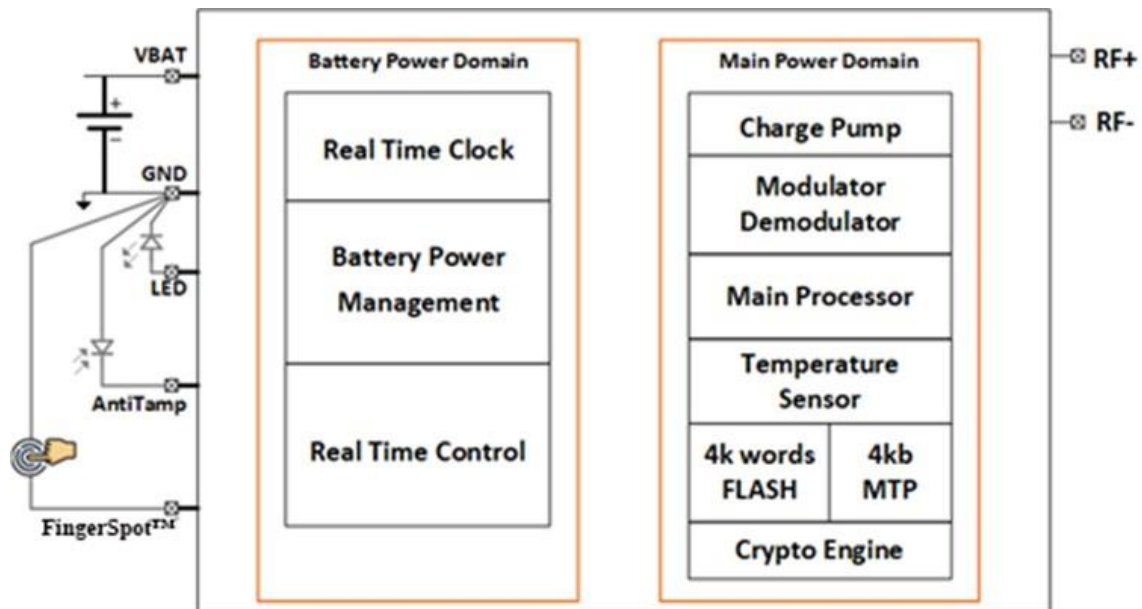 VBAT
+
−
GND
LED
AntiTamp
FingerSpot™
Battery Power Domain
Real Time Clock
Battery Power
Management
Real Time Control
Main Power Domain
Charge Pump
Modulator
Demodulator
Main Processor
Temperature
Sensor
4k words
FLASH
4kb
MTP
Crypto Engine
RF+
RF-